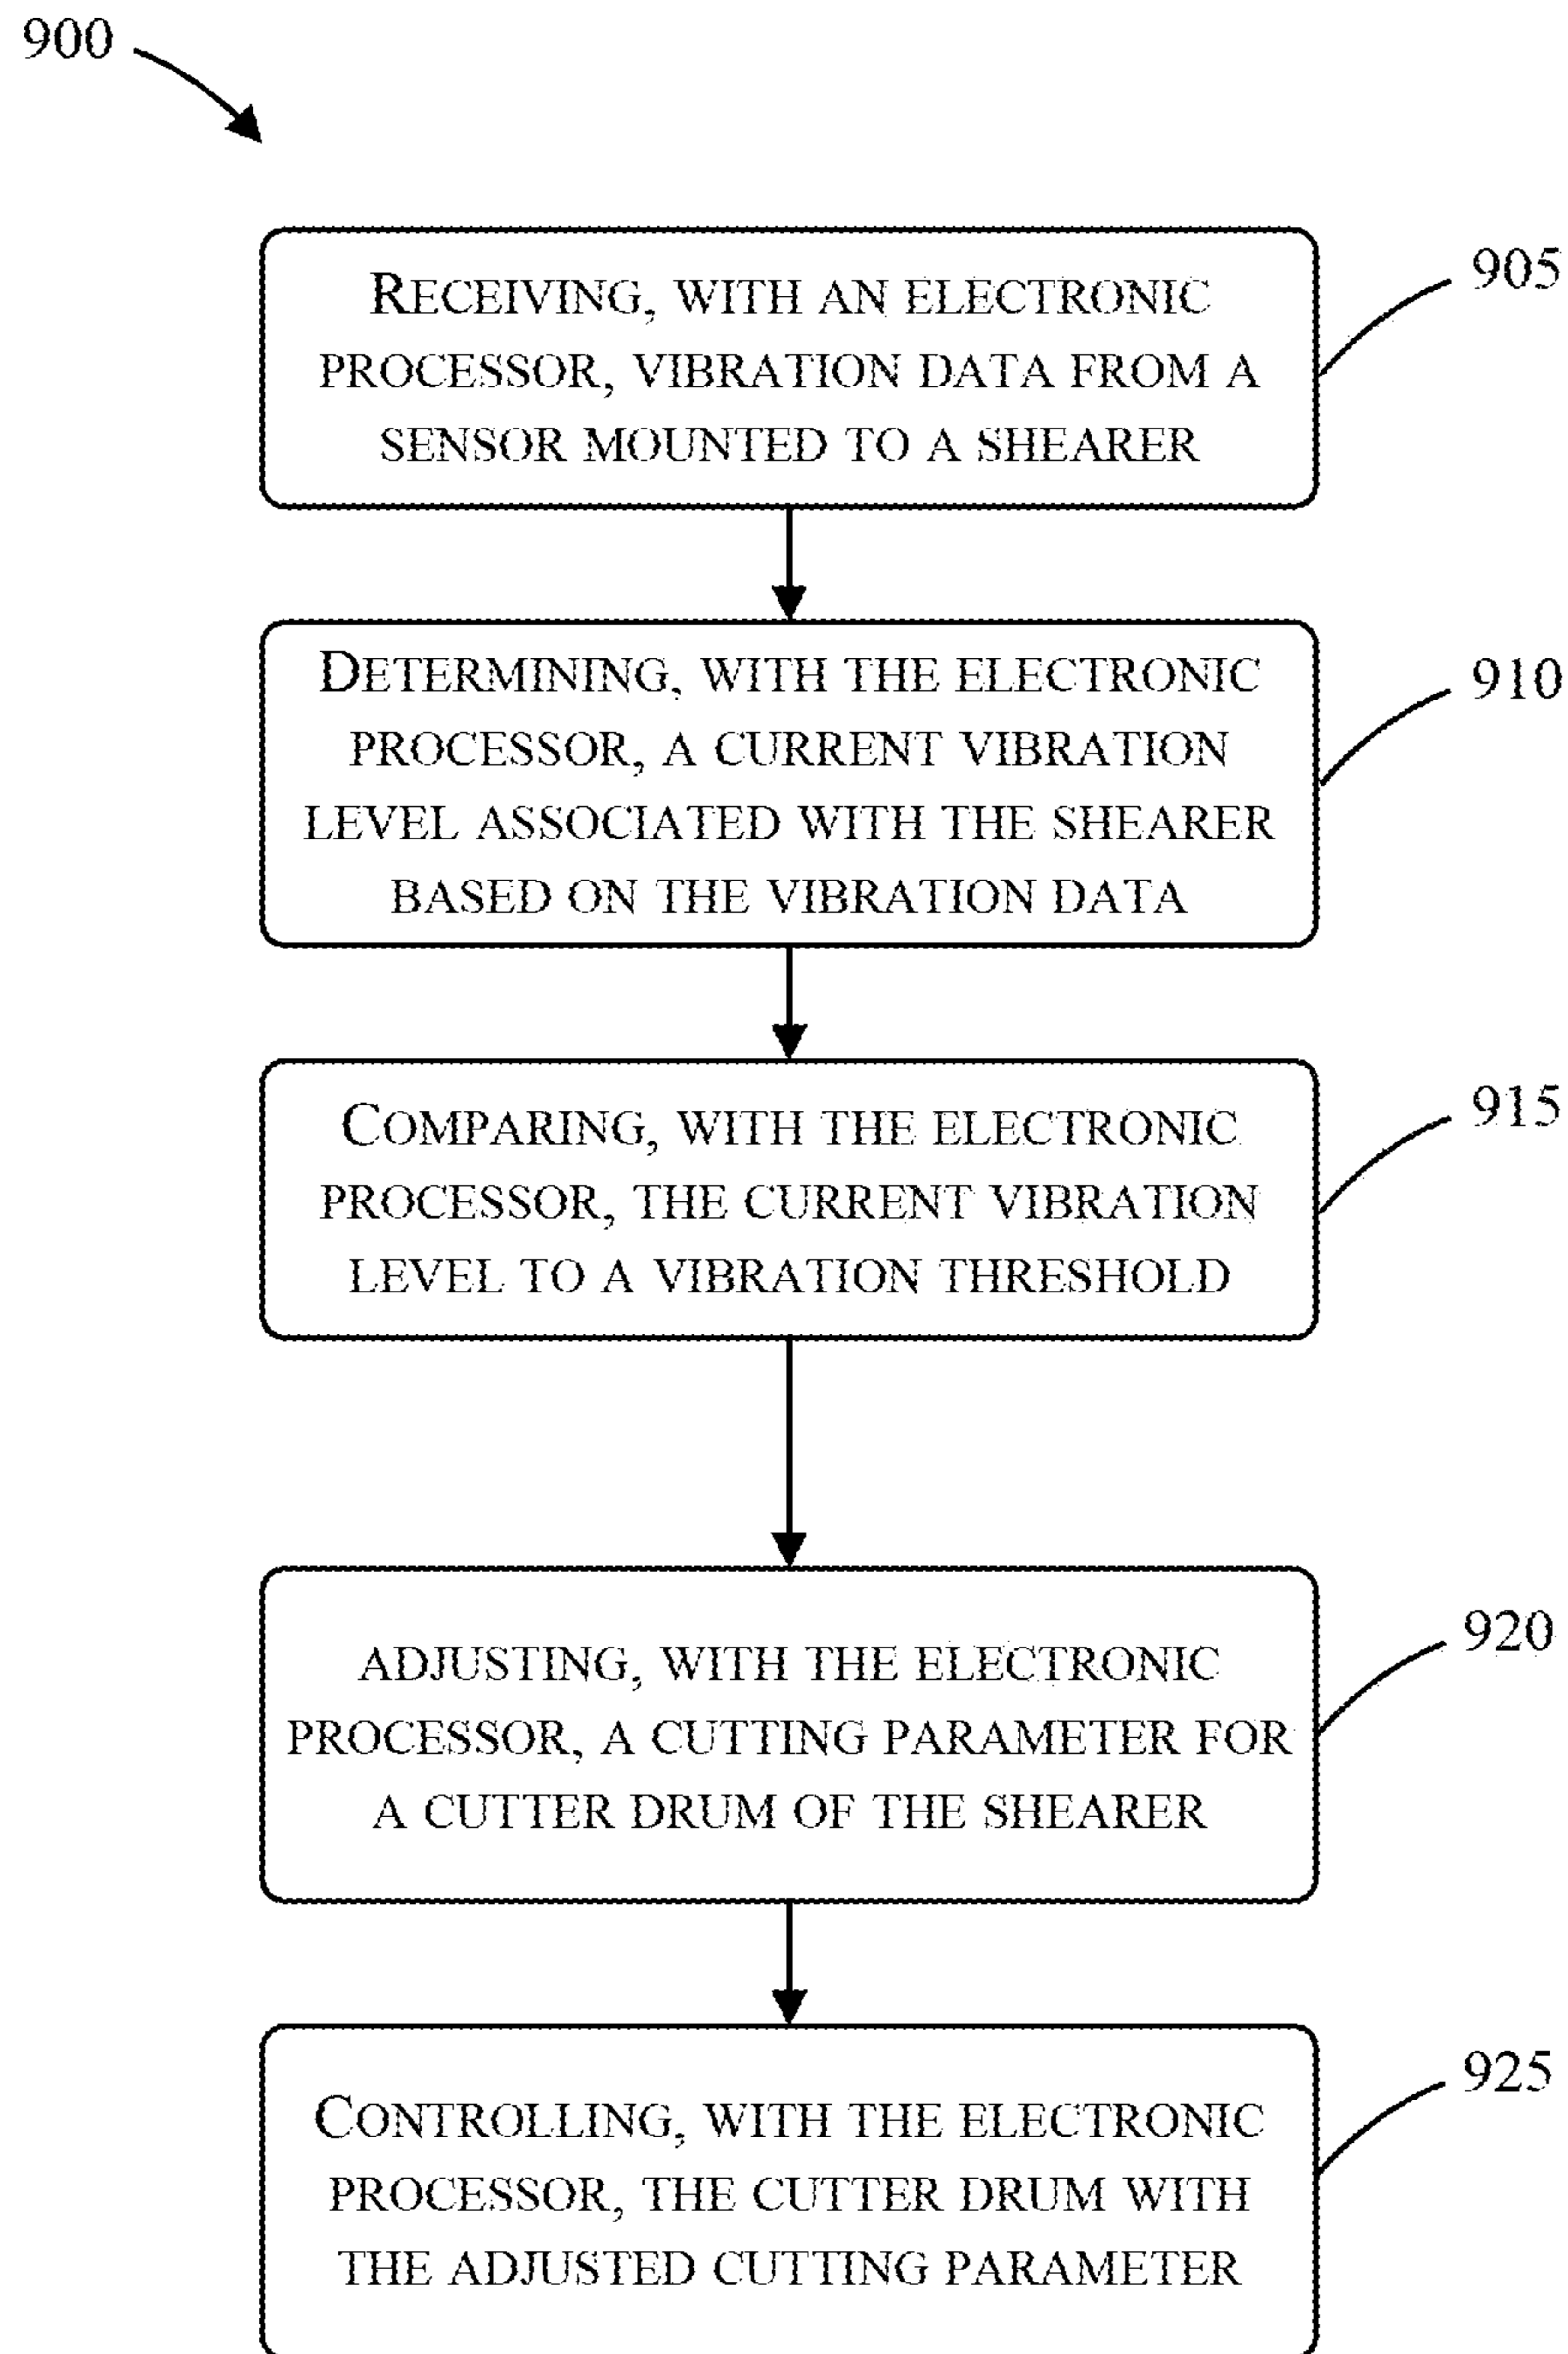 900
RECEIVING, WITH AN ELECTRONIC
PROCESSOR, VIBRATION DATA FROM A
SENSOR MOUNTED TO A SHEARER
905
DETERMINING, WITH THE ELECTRONIC
PROCESSOR, A CURRENT VIBRATION
LEVEL ASSOCIATED WITH THE SHEARER
BASED ON THE VIBRATION DATA
910
COMPARING, WITH THE ELECTRONIC
PROCESSOR, THE CURRENT VIBRATION
LEVEL TO A VIBRATION THRESHOLD
915
ADJUSTING, WITH THE ELECTRONIC
PROCESSOR, A CUTTING PARAMETER FOR
A CUTTER DRUM OF THE SHEARER
920
CONTROLLING, WITH THE ELECTRONIC
PROCESSOR, THE CUTTER DRUM WITH
THE ADJUSTED CUTTING PARAMETER
925